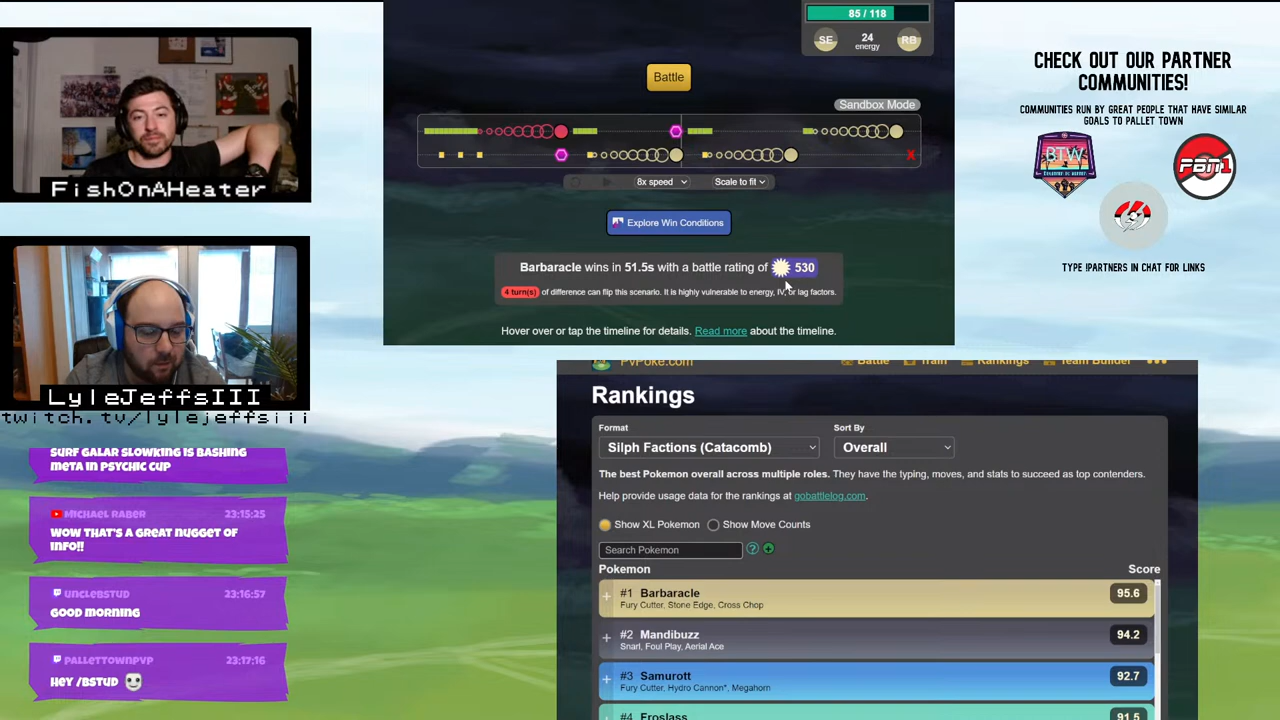 FishOnAHeater
LyleJeffsIII
twitch.tv/lylejeffsiii
SURF GALAR SLOWKING IS BASHING
META IN PSYCHIC CUP
MICHAEL RABER 23:15:25
WOW THAT'S A GREAT NUGGET OF
INFO!!
UNCLEBSTUD 23:16:57
GOOD MORNING
PALLETTOWNPVP 23:17:16
HEY /BSTUD
85 / 118
SE 24 RB
energy
Battle
Sandbox Mode
8x speed Scale to fit
Explore Win Conditions
Barbaracle wins in 51.5s with a battle rating of 530
4 turn(s) of difference can flip this scenario. It is highly vulnerable to energy, IV, or lag factors.
Hover over or tap the timeline for details. Read more about the timeline.
PvPoke.com Battle Train Rankings Team Builder
Rankings
Format Sort By
Silph Factions (Catacomb) Overall
The best Pokemon overall across multiple roles. They have the typing, moves, and stats to succeed as top contenders.
Help provide usage data for the rankings at gobattlelog.com.
Show XL Pokemon Show Move Counts
Search Pokemon ? +
Pokemon Score
+ #1 Barbaracle 95.6
Fury Cutter, Stone Edge, Cross Chop
+ #2 Mandibuzz 94.2
Snarl, Foul Play, Aerial Ace
+ #3 Samurott 92.7
Fury Cutter, Hydro Cannon*, Megahorn
#4 Froslass 91.5
CHECK OUT OUR PARTNER
COMMUNITIES!
COMMUNITIES RUN BY GREAT PEOPLE THAT HAVE SIMILAR
GOALS TO PALLET TOWN
BTW
PBN1
TYPE !PARTNERS IN CHAT FOR LINKS